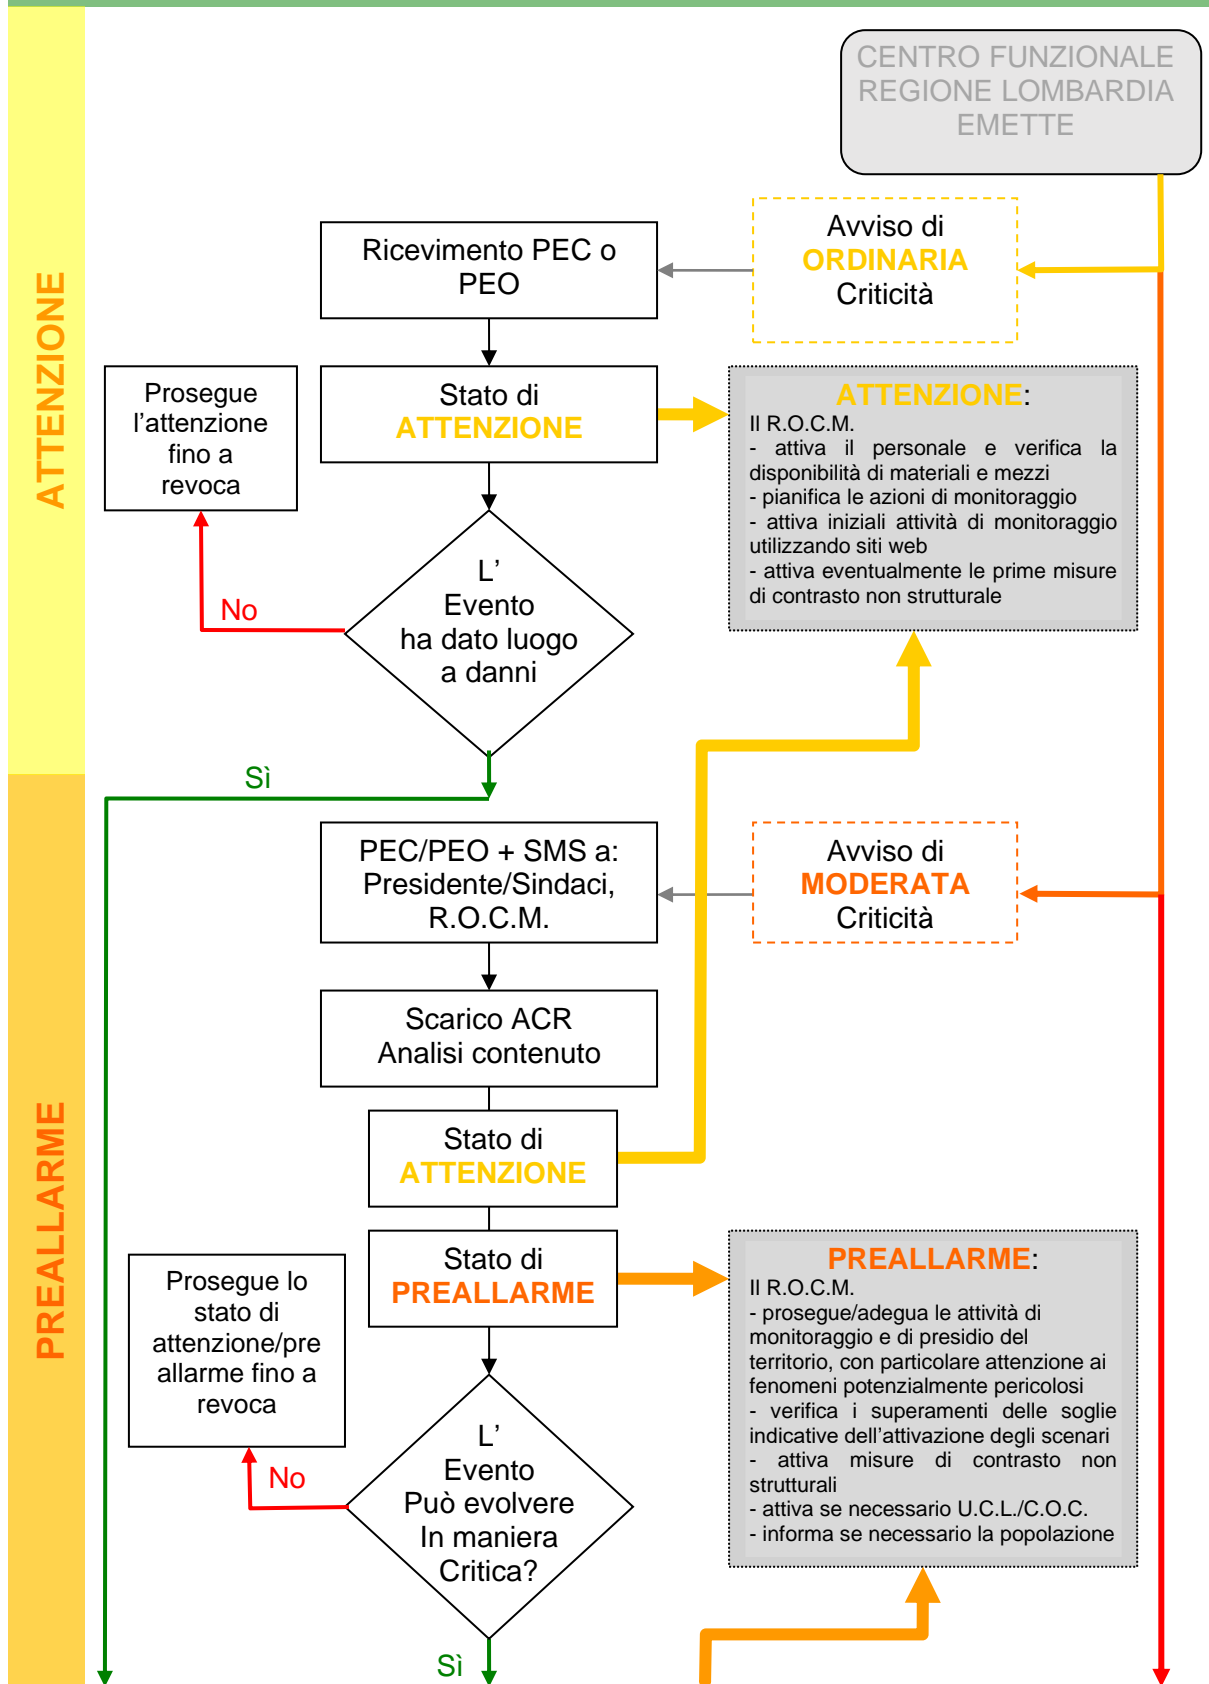 CENTRO FUNZIONALE
REGIONE LOMBARDIA
EMETTE
ATTENZIONE
Avviso di
ORDINARIA
Criticità
Ricevimento PEC o
PEO
Stato di
ATTENZIONE
Prosegue
l’attenzione
fino a
revoca
ATTENZIONE:
Il R.O.C.M.
- attiva il personale e verifica la
disponibilità di materiali e mezzi
- pianifica le azioni di monitoraggio
- attiva iniziali attività di monitoraggio
utilizzando siti web
- attiva eventualmente le prime misure
di contrasto non strutturale
L’
Evento
ha dato luogo
a danni
No
Sì
PREALLARME
PEC/PEO + SMS a:
Presidente/Sindaci,
R.O.C.M.
Avviso di
MODERATA
Criticità
Scarico ACR
Analisi contenuto
Stato di
ATTENZIONE
Stato di
PREALLARME
Prosegue lo
stato di
attenzione/pre
allarme fino a
revoca
PREALLARME:
Il R.O.C.M.
- prosegue/adegua le attività di
monitoraggio e di presidio del
territorio, con particolare attenzione ai
fenomeni potenzialmente pericolosi
- verifica i superamenti delle soglie
indicative dell’attivazione degli scenari
- attiva misure di contrasto non
strutturali
- attiva se necessario U.C.L./C.O.C.
- informa se necessario la popolazione
L’
Evento
Può evolvere
In maniera
Critica?
No
Sì